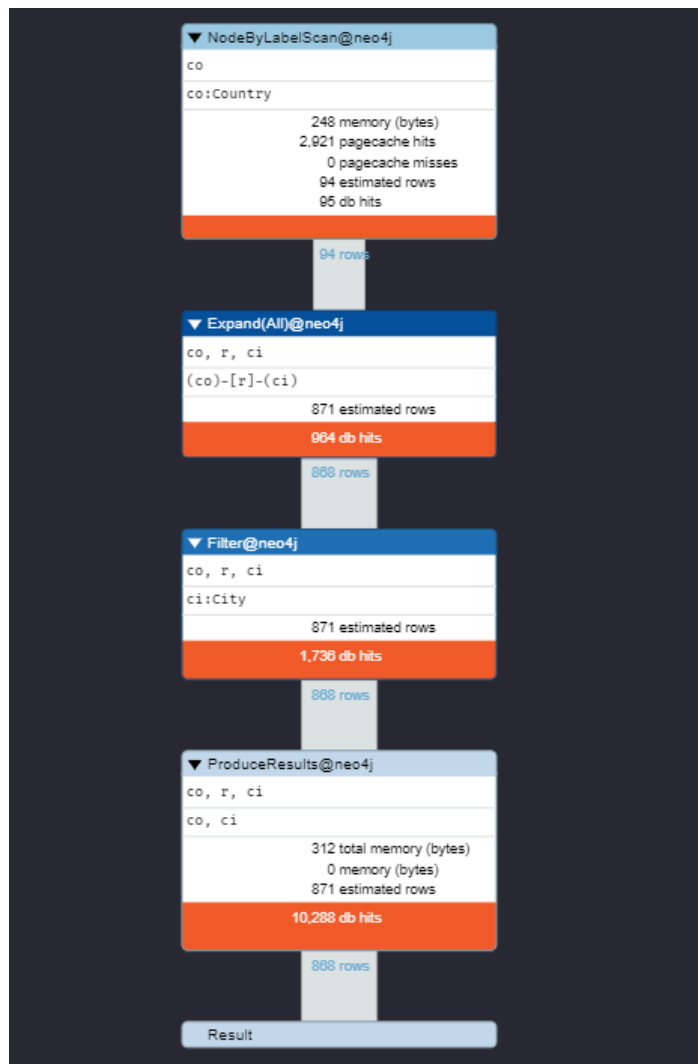 NodeByLabelScan@neo4j
co
co:Country
248 memory (bytes)
2,921 pagecache hits
0 pagecache misses
94 estimated rows
95 db hits
94 rows
Expand(All)@neo4j
co, r, ci
(co)-[r]-(ci)
871 estimated rows
964 db hits
868 rows
Filter@neo4j
co, r, ci
ci:City
871 estimated rows
1,736 db hits
868 rows
ProduceResults@neo4j
co, r, ci
co, ci
312 total memory (bytes)
0 memory (bytes)
871 estimated rows
10,288 db hits
868 rows
Result